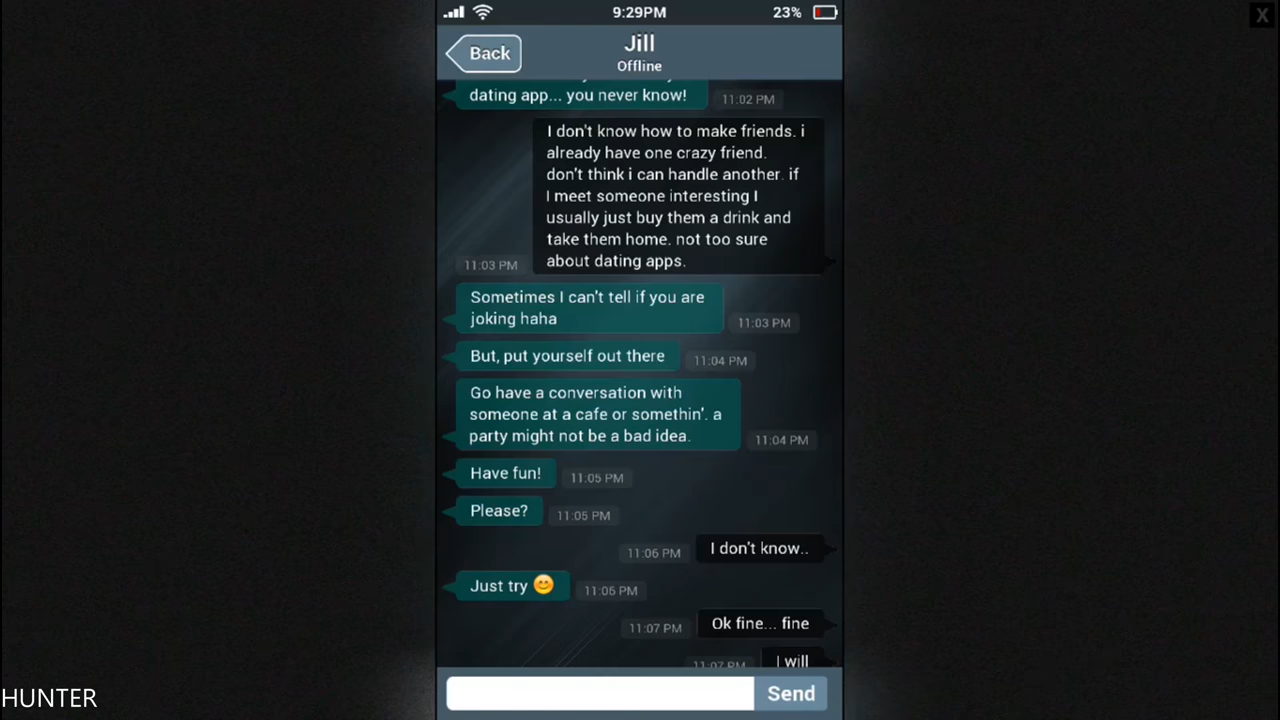 9:29PM
23%
X
Back
Jill
Offline
dating app... you never know!
11:02 PM
I don't know how to make friends. i
already have one crazy friend.
don't think i can handle another. if
I meet someone interesting I
usually just buy them a drink and
take them home. not too sure
about dating apps.
11:03 PM
Sometimes I can't tell if you are
joking haha
11:03 PM
But, put yourself out there
11:04 PM
Go have a conversation with
someone at a cafe or somethin'. a
party might not be a bad idea.
11:04 PM
Have fun!
11:05 PM
Please?
11:05 PM
I don't know..
11:06 PM
Just try 😊
11:06 PM
Ok fine... fine
11:07 PM
I will
11:07 PM
Send
HUNTER